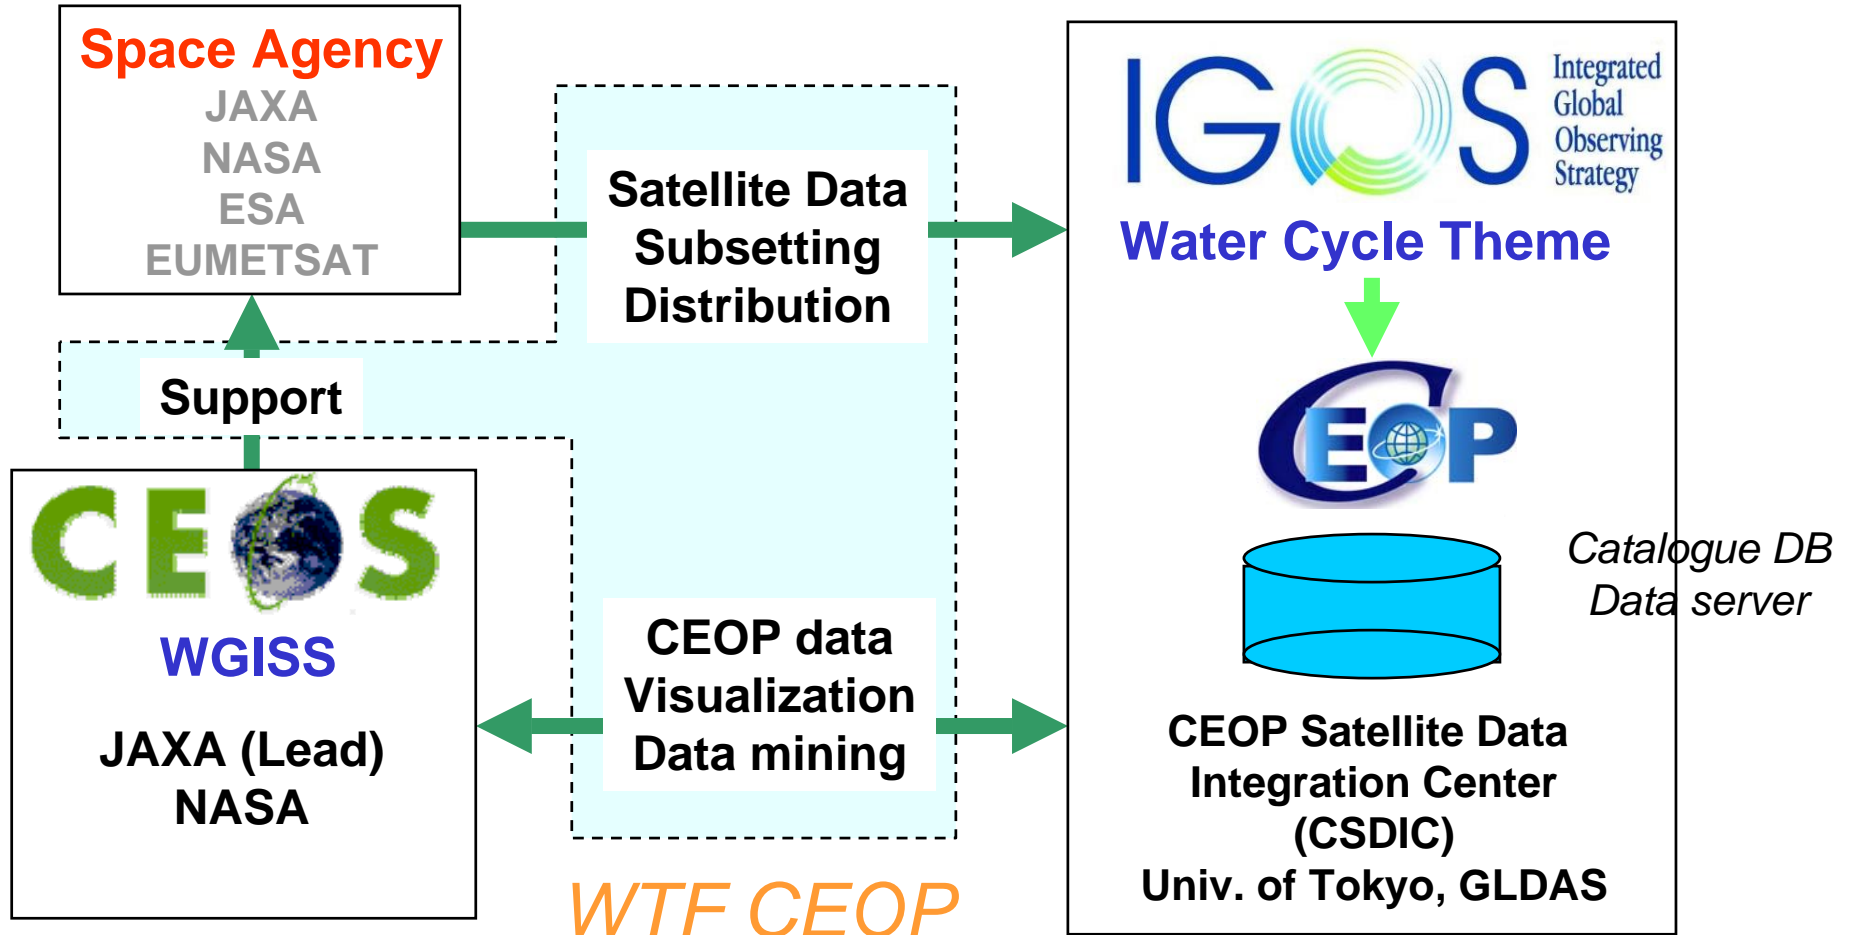 Space Agency
JAXA
NASA
ESA
EUMETSAT
Satellite Data
Subsetting
Distribution
Support
CEOS
WGISS
JAXA (Lead)
NASA
CEOP data
Visualization
Data mining
WTF CEOP
IGOS
Integrated
Global
Observing
Strategy
Water Cycle Theme
CEOP
Catalogue DB
Data server
CEOP Satellite Data
Integration Center
(CSDIC)
Univ. of Tokyo, GLDAS